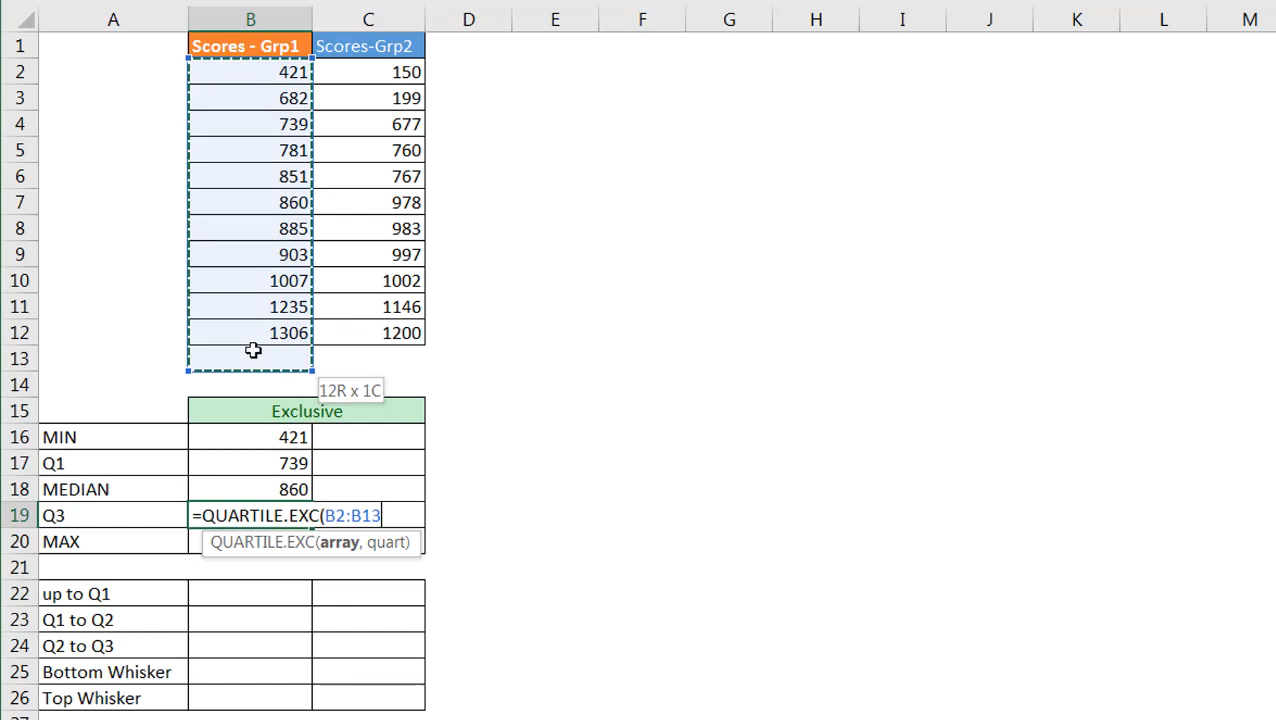 B C D E F G H I J K L M
1 Scores - Grp1 Scores-Grp2
2 421 150
3 682 199
4 739 677
5 781 760
6 851 767
7 860 978
8 885 983
9 903 997
10 1007 1002
11 1235 1146
12 1306 1200
13
14 12R x 1C
15 Exclusive
16 MIN 421
17 Q1 739
18 MEDIAN 860
19 Q3 =QUARTILE.EXC(B2:B13
20 MAX QUARTILE.EXC(array, quart)
21
22 up to Q1
23 Q1 to Q2
24 Q2 to Q3
25 Bottom Whisker
26 Top Whisker